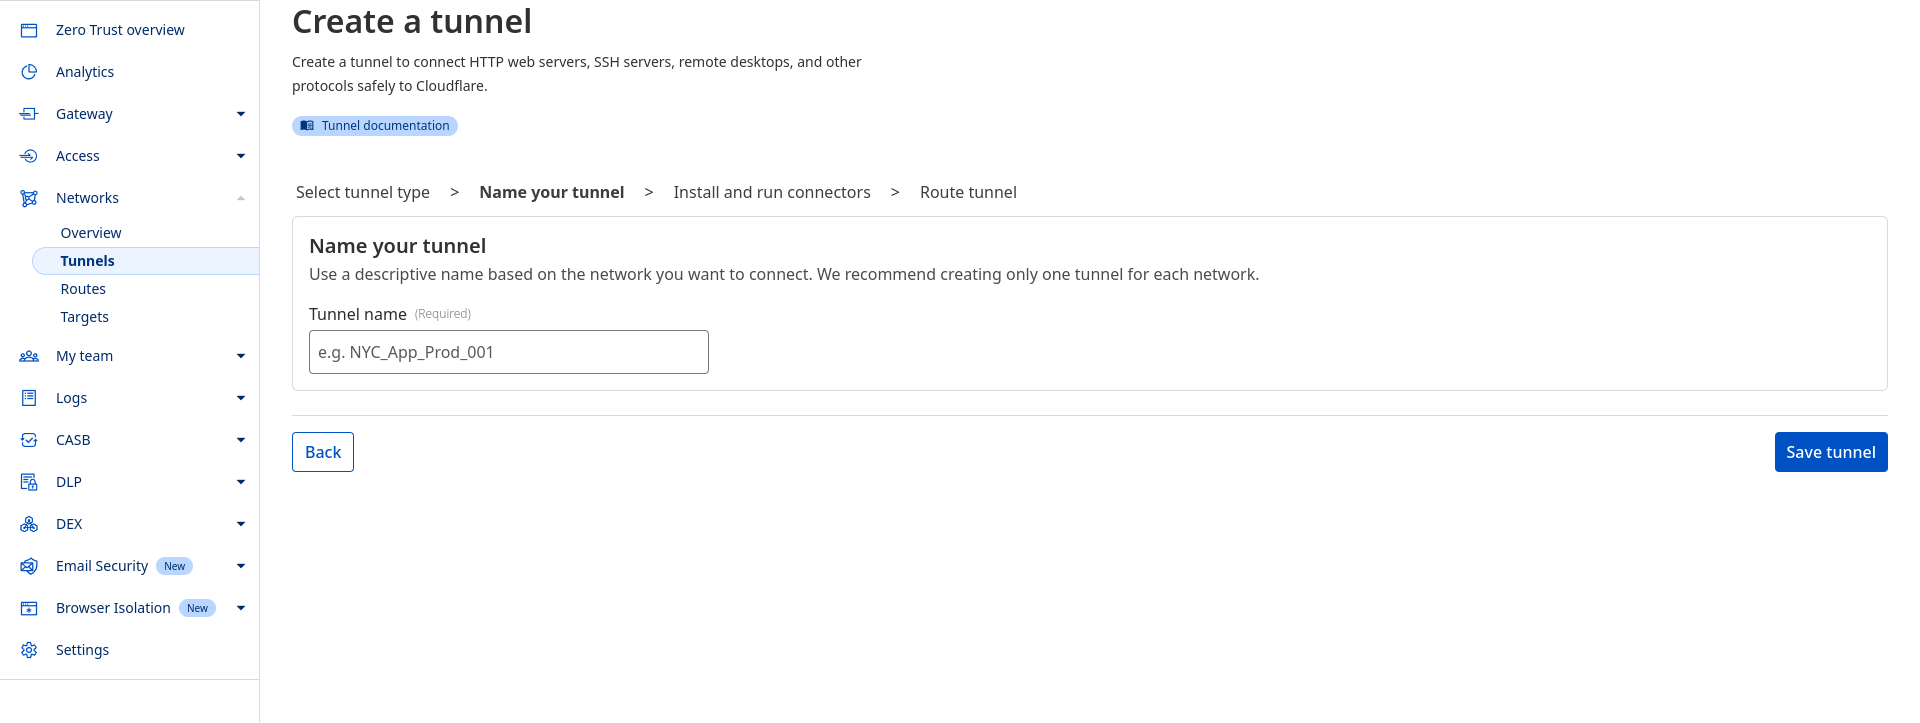 Zero Trust overview
Analytics
Gateway
Access
Networks
Overview
Tunnels
Routes
Targets
My team
Logs
CASB
DLP
DEX
Email Security New
Browser Isolation New
Settings
Create a tunnel
Create a tunnel to connect HTTP web servers, SSH servers, remote desktops, and other
protocols safely to Cloudflare.
Tunnel documentation
Select tunnel type > Name your tunnel > Install and run connectors > Route tunnel
Name your tunnel
Use a descriptive name based on the network you want to connect. We recommend creating only one tunnel for each network.
Tunnel name (Required)
e.g. NYC_App_Prod_001
Back
Save tunnel